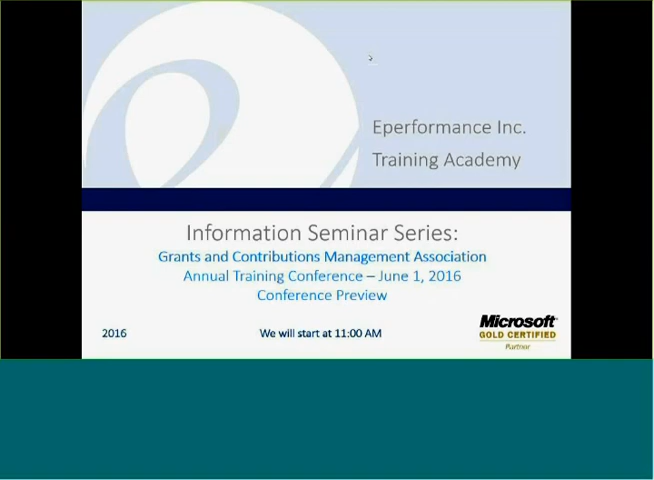 Eperformance Inc.
Training Academy
Information Seminar Series:
Grants and Contributions Management Association
Annual Training Conference – June 1, 2016
Conference Preview
2016
We will start at 11:00 AM
Microsoft
GOLD CERTIFIED
Partner